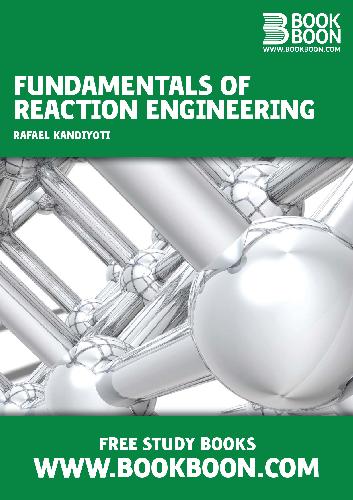 BOOK
BOON
WWW.BOOKBOON.COM
FUNDAMENTALS OF
REACTION ENGINEERING
RAFAEL KANDIYOTI
FREE STUDY BOOKS
WWW.BOOKBOON.COM